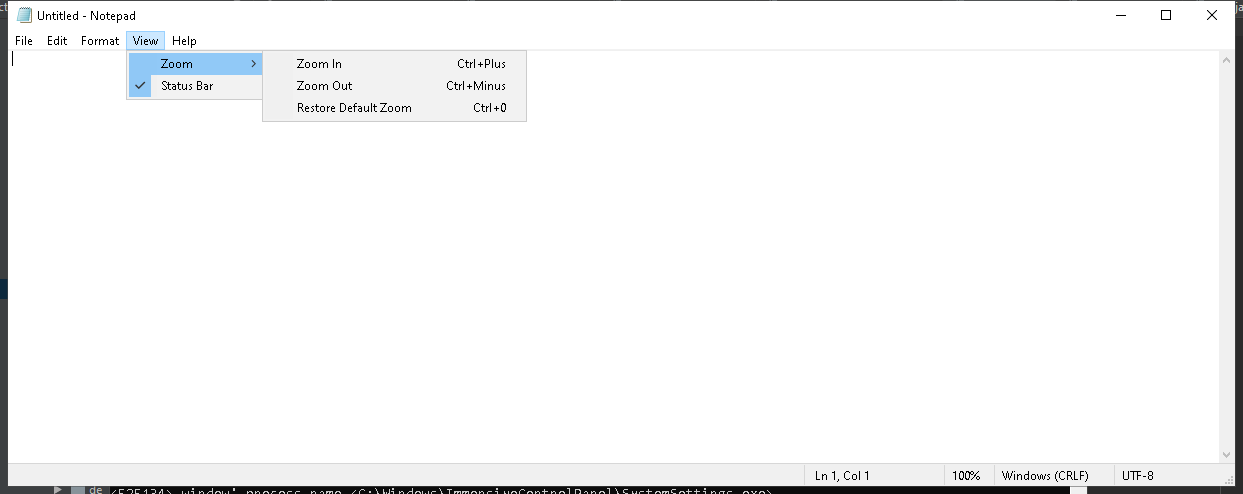 Untitled - Notepad
File Edit Format View Help
Zoom
Status Bar
Zoom In Ctrl+Plus
Zoom Out Ctrl+Minus
Restore Default Zoom Ctrl+0
Ln 1, Col 1 100% Windows (CRLF) UTF-8
de <525134> window' process name <C:\Windows\ImmersiveControlPanel\SystemSettings.exe>